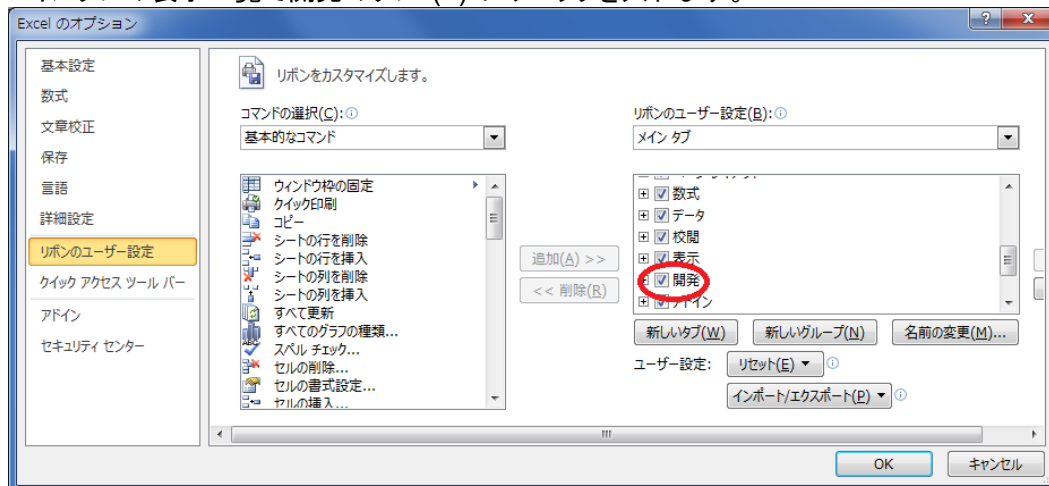 Excel のオプション
基本設定
数式
文章校正
保存
言語
詳細設定
リボンのユーザー設定
クイック アクセス ツール バー
アドイン
セキュリティ センター
リボンをカスタマイズします。
コマンドの選択(C):
基本的なコマンド
ウィンドウ枠の固定
クイック印刷
コピー
シートの行を削除
シートの行を挿入
シートの列を削除
シートの列を挿入
すべて更新
すべてのグラフの種類...
スペル チェック...
セルの削除...
セルの書式設定...
セルの挿入...
追加(A) >>
<< 削除(R)
リボンのユーザー設定(B):
メイン タブ
数式
データ
校閲
表示
開発
アドイン
新しいタブ(W)
新しいグループ(N)
名前の変更(M)...
ユーザー設定:
リセット(E)
インポート/エクスポート(P)
OK
キャンセル